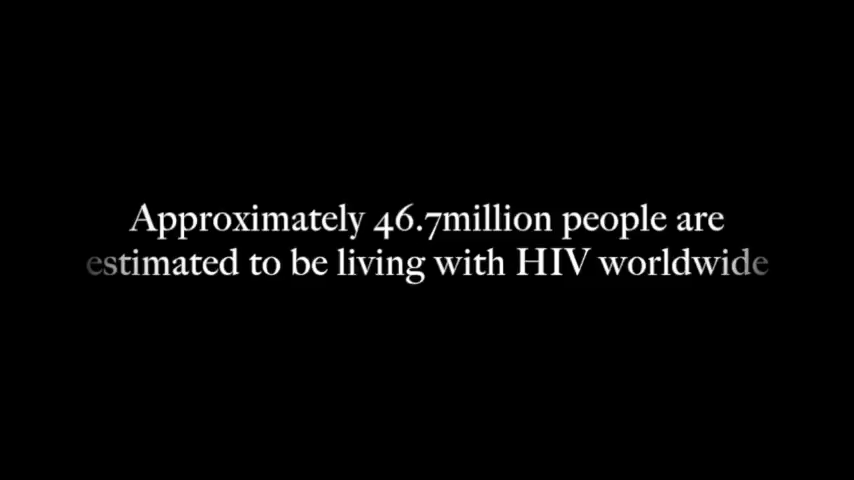 Approximately 46.7million people are
estimated to be living with HIV worldwide